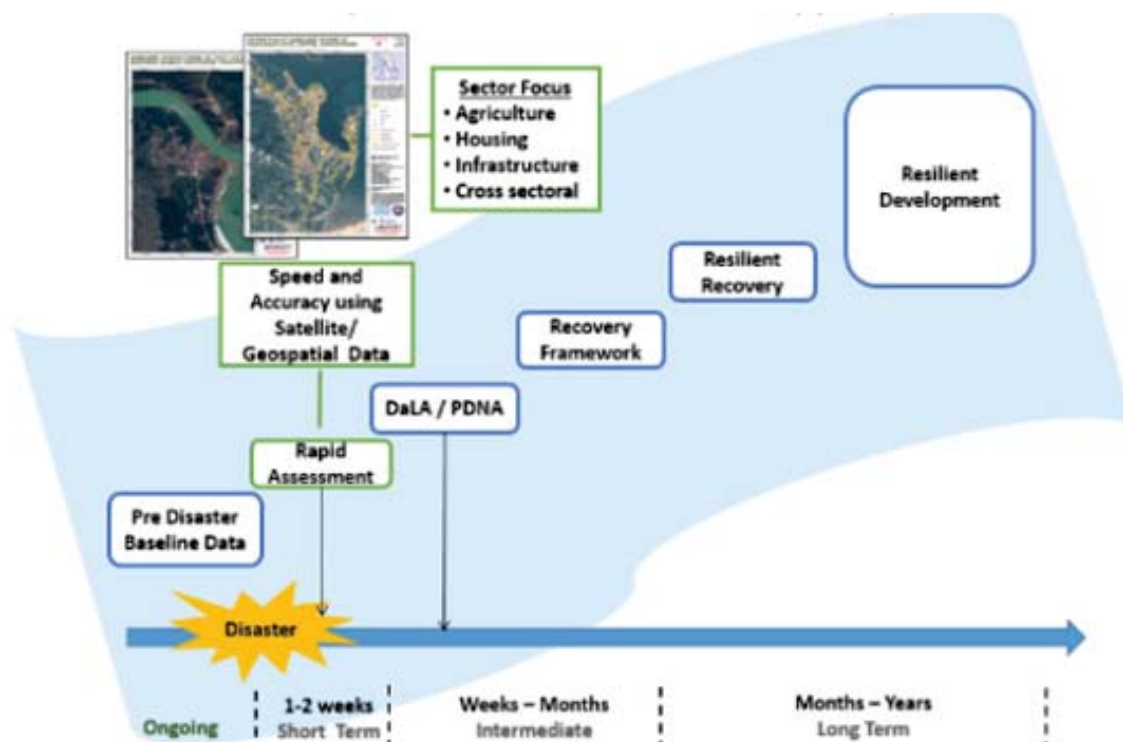 Sector Focus
• Agriculture
• Housing
• Infrastructure
• Cross sectoral
Resilient
Development
Resilient
Recovery
Speed and
Accuracy using
Satellite/
Geospatial Data
Recovery
Framework
DaLA / PDNA
Rapid
Assessment
Pre Disaster
Baseline Data
Disaster
Ongoing
1-2 weeks
Short Term
Weeks – Months
Intermediate
Months – Years
Long Term